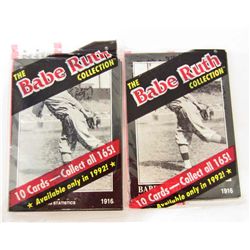 THE
Babe Ruth
COLLECTION
10 Cards—Collect all 165!
★ Available only in 1992! ★
STATISTICS
1916
THE
Babe Ruth
COLLECTION
10 Cards—Collect all 165!
★ Available only in 1992! ★
1916